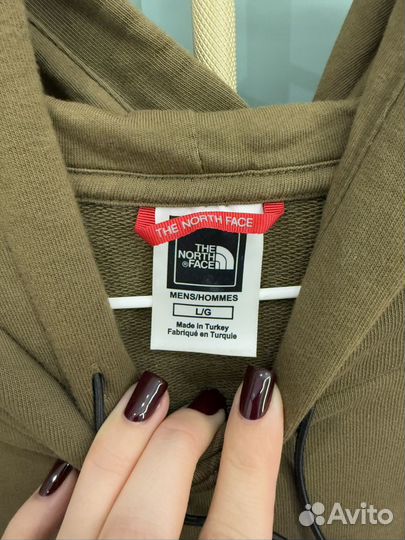 THE NORTH FACE
THE
NORTH
®FACE
MENS/HOMMES
L/G
Made in Turkey
Fabriqué en Turquie
Avito